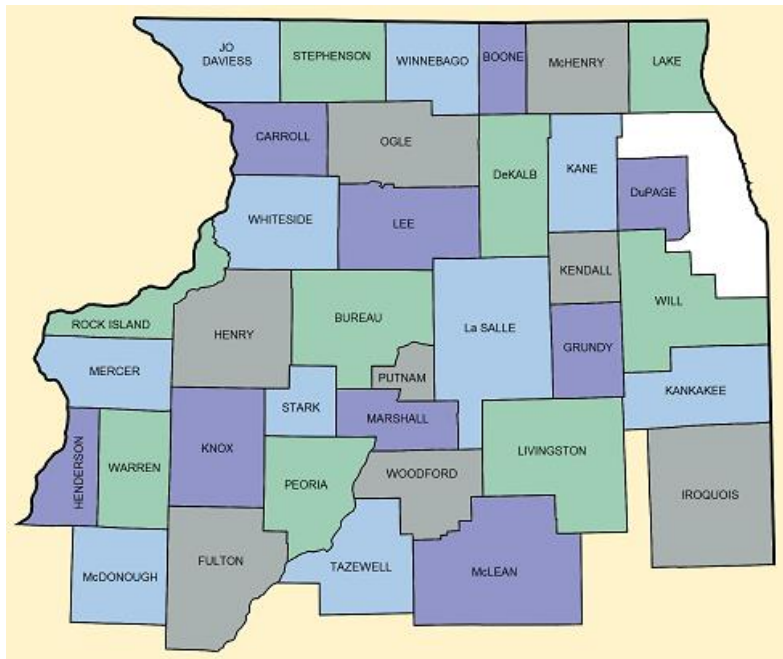 JO
DAVIESS
STEPHENSON
WINNEBAGO
BOONE
McHENRY
LAKE
CARROLL
OGLE
DeKALB
KANE
DuPAGE
WHITESIDE
LEE
KENDALL
ROCK ISLAND
HENRY
BUREAU
La SALLE
WILL
GRUNDY
MERCER
PUTNAM
KANKAKEE
STARK
MARSHALL
HENDERSON
WARREN
KNOX
PEORIA
WOODFORD
LIVINGSTON
IROQUOIS
McDONOUGH
FULTON
TAZEWELL
McLEAN